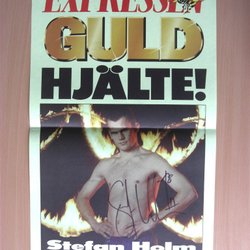 EXPRESSEN
GULD
HJÄLTE!
Stefan Holm